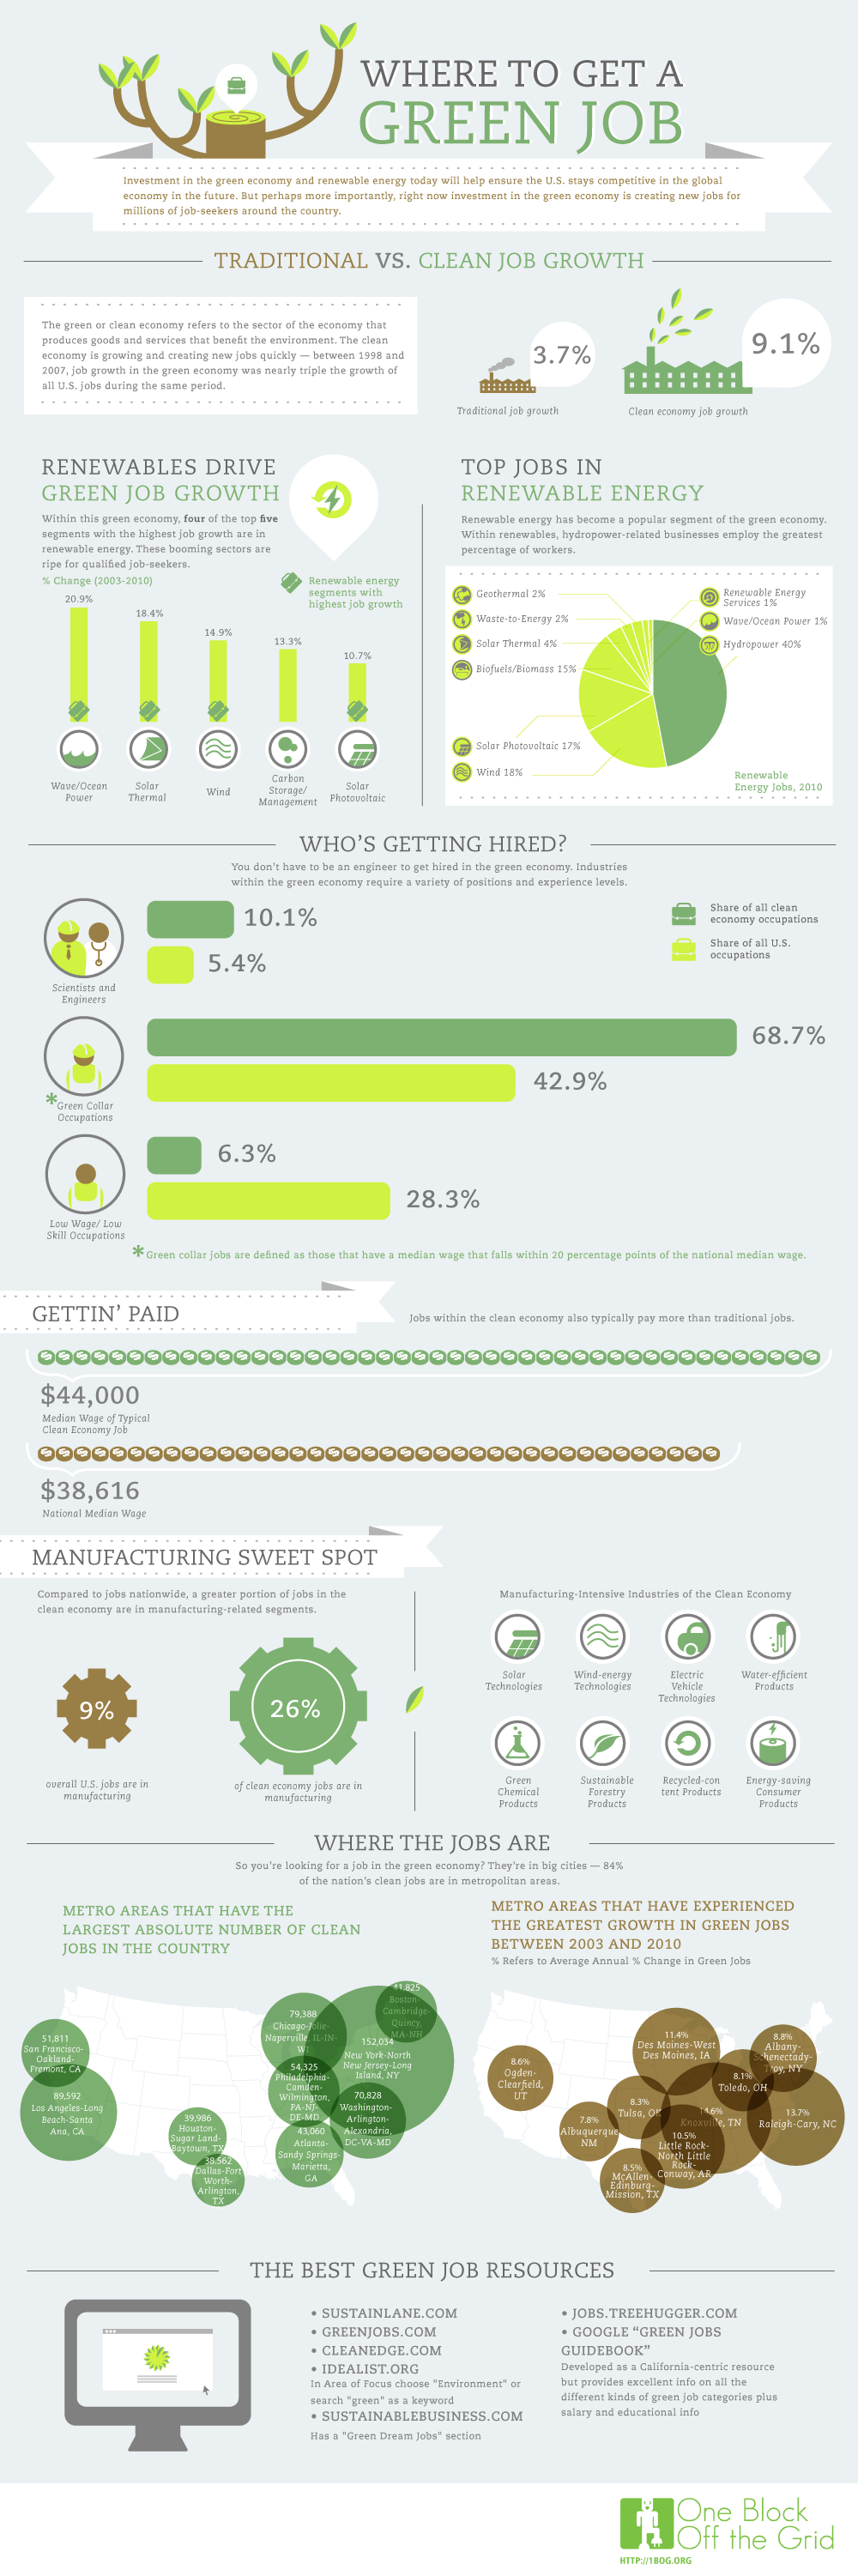 WHERE TO GET A
GREEN JOB
Investment in the green economy and renewable energy today will help ensure the U.S. stays competitive in the global
economy in the future. But perhaps more importantly, right now investment in the green economy is creating new jobs for
millions of job-seekers around the country.
TRADITIONAL VS. CLEAN JOB GROWTH
The green or clean economy refers to the sector of the economy that
produces goods and services that benefit the environment. The clean
economy is growing and creating new jobs quickly — between 1998 and
2007, job growth in the green economy was nearly triple the growth of
all U.S. jobs during the same period.
3.7%
Traditional job growth
9.1%
Clean economy job growth
RENEWABLES DRIVE
GREEN JOB GROWTH
Within this green economy, four of the top five
segments with the highest job growth are in
renewable energy. These booming sectors are
ripe for qualified job-seekers.
% Change (2003-2010)
Renewable energy
segments with
highest job growth
20.9%
18.4%
14.9%
13.3%
10.7%
Wave/Ocean
Power
Solar
Thermal
Wind
Carbon
Storage/
Management
Solar
Photovoltaic
TOP JOBS IN
RENEWABLE ENERGY
Renewable energy has become a popular segment of the green economy.
Within renewables, hydropower-related businesses employ the greatest
percentage of workers.
Geothermal 2%
Waste-to-Energy 2%
Solar Thermal 4%
Biofuels/Biomass 15%
Solar Photovoltaic 17%
Wind 18%
Renewable Energy
Services 1%
Wave/Ocean Power 1%
Hydropower 40%
Renewable
Energy Jobs, 2010
WHO'S GETTING HIRED?
You don't have to be an engineer to get hired in the green economy. Industries
within the green economy require a variety of positions and experience levels.
Share of all clean
economy occupations
Share of all U.S.
occupations
10.1%
5.4%
Scientists and
Engineers
68.7%
42.9%
*Green Collar
Occupations
6.3%
28.3%
Low Wage/ Low
Skill Occupations
*Green collar jobs are defined as those that have a median wage that falls within 20 percentage points of the national median wage.
GETTIN' PAID
Jobs within the clean economy also typically pay more than traditional jobs.
$44,000
Median Wage of Typical
Clean Economy Job
$38,616
National Median Wage
MANUFACTURING SWEET SPOT
Compared to jobs nationwide, a greater portion of jobs in the
clean economy are in manufacturing-related segments.
9%
overall U.S. jobs are in
manufacturing
26%
of clean economy jobs are in
manufacturing
Manufacturing-Intensive Industries of the Clean Economy
Solar
Technologies
Wind-energy
Technologies
Electric
Vehicle
Technologies
Water-efficient
Products
Green
Chemical
Products
Sustainable
Forestry
Products
Recycled-con
tent Products
Energy-saving
Consumer
Products
WHERE THE JOBS ARE
So you're looking for a job in the green economy? They're in big cities — 84%
of the nation's clean jobs are in metropolitan areas.
METRO AREAS THAT HAVE THE
LARGEST ABSOLUTE NUMBER OF CLEAN
JOBS IN THE COUNTRY
51,811
San Francisco-
Oakland-
Fremont, CA
89,592
Los Angeles-Long
Beach-Santa
Ana, CA
39,986
Houston-
Sugar Land-
Baytown, TX
38,562
Dallas-Fort
Worth-
Arlington,
TX
79,388
Chicago-Jolie-
Naperville, IL-IN-
WI
54,325
Philadelphia-
Camden-
Wilmington,
PA-NJ-
DE-MD
43,060
Atlanta-
Sandy Springs-
Marietta,
GA
41,825
Boston-
Cambridge-
Quincy,
MA-NH
152,034
New York-North
New Jersey-Long
Island, NY
70,828
Washington-
Arlington-
Alexandria,
DC-VA-MD
METRO AREAS THAT HAVE EXPERIENCED
THE GREATEST GROWTH IN GREEN JOBS
BETWEEN 2003 AND 2010
% Refers to Average Annual % Change in Green Jobs
8.6%
Ogden-
Clearfield,
UT
7.8%
Albuquerque
NM
8.3%
Tulsa, OK
8.5%
McAllen-
Edinburg-
Mission, TX
11.4%
Des Moines-West
Des Moines, IA
10.5%
Little Rock-
North Little
Rock-
Conway, AR
14.6%
Knoxville, TN
8.1%
Toledo, OH
8.8%
Albany-
Schenectady-
Troy, NY
13.7%
Raleigh-Cary, NC
THE BEST GREEN JOB RESOURCES
• SUSTAINLANE.COM
• GREENJOBS.COM
• CLEANEDGE.COM
• IDEALIST.ORG
In Area of Focus choose "Environment" or
search "green" as a keyword
• SUSTAINABLEBUSINESS.COM
Has a "Green Dream Jobs" section
• JOBS.TREEHUGGER.COM
• GOOGLE “GREEN JOBS
GUIDEBOOK”
Developed as a California-centric resource
but provides excellent info on all the
different kinds of green job categories plus
salary and educational info
One Block
Off the Grid
HTTP://1BOG.ORG